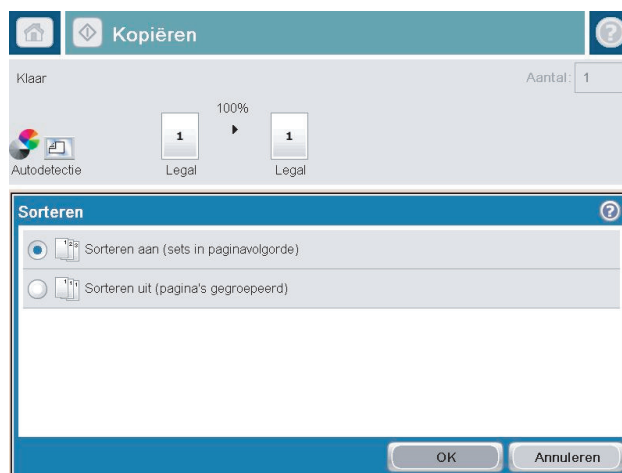 Kopiëren
Klaar
Aantal: 1
100%
1 1
Autodetectie Legal Legal
Sorteren
Sorteren aan (sets in paginavolgorde)
Sorteren uit (pagina's gegroepeerd)
OK Annuleren